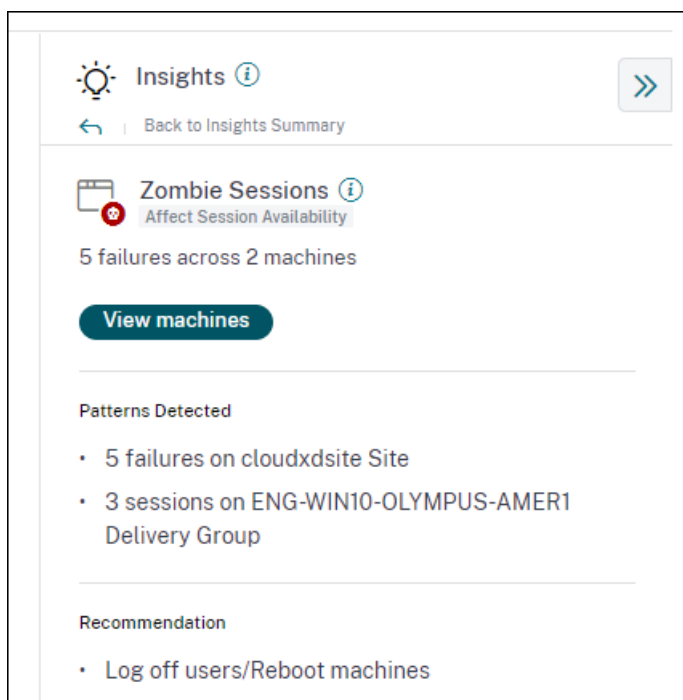 Insights
Back to Insights Summary
Zombie Sessions
Affect Session Availability
5 failures across 2 machines
View machines
Patterns Detected
• 5 failures on cloudxdsite Site
• 3 sessions on ENG-WIN10-OLYMPUS-AMER1
Delivery Group
Recommendation
• Log off users/Reboot machines